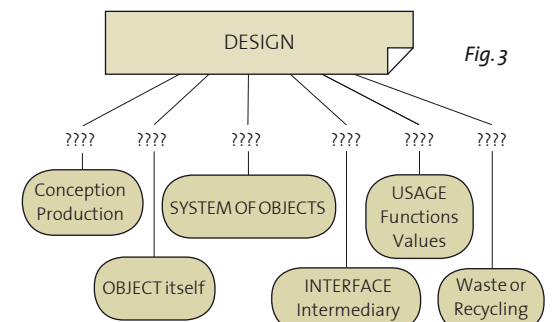 DESIGN
Fig.3
???? ???? ???? ???? ???? ????
Conception
Production
SYSTEM OF OBJECTS
USAGE
Functions
Values
OBJECT itself
INTERFACE
Intermediary
Waste or
Recycling